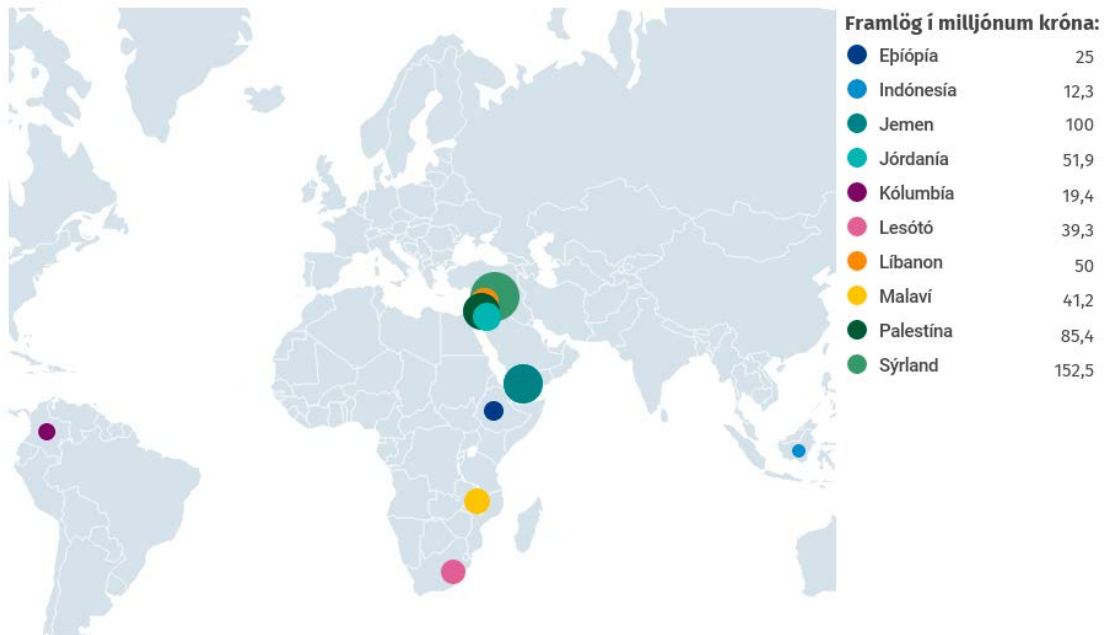 Framlög í milljónum króna:
Eþíópía 25
Indónesía 12,3
Jemen 100
Jórdanía 51,9
Kólumbía 19,4
Lesótó 39,3
Líbanon 50
Malaví 41,2
Palestína 85,4
Sýrland 152,5